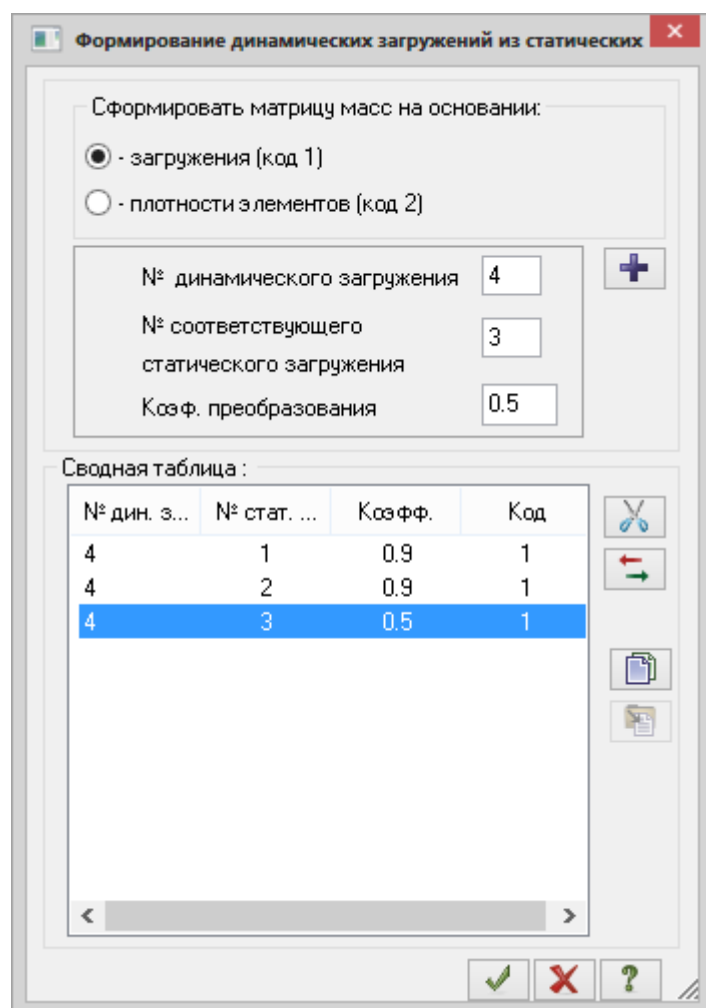 Формирование динамических загружений из статических
Сформировать матрицу масс на основании:
- загружения (код 1)
- плотности элементов (код 2)
№ динамического загружения 4
№ соответствующего
статического загружения 3
Коэф. преобразования 0.5
Сводная таблица :
№ дин. з... № стат. ... Коэфф. Код
4 1 0.9 1
4 2 0.9 1
4 3 0.5 1